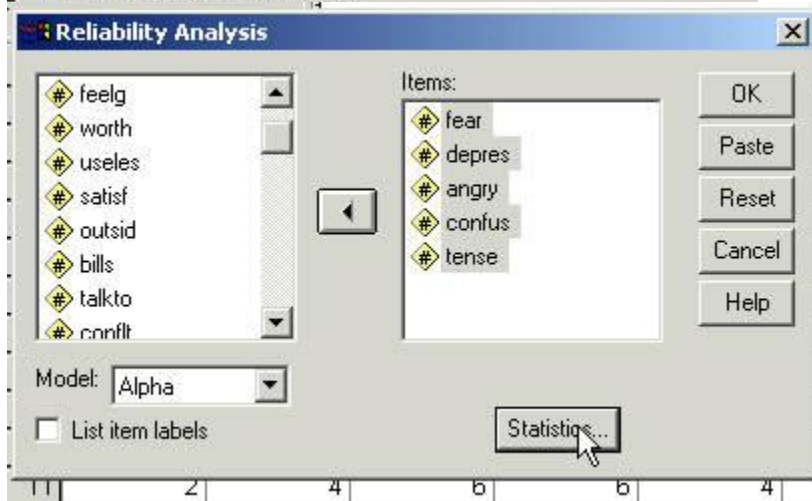 Reliability Analysis
feelg
worth
useles
satisf
outsid
bills
talkto
conflt
Items:
fear
depres
angry
confus
tense
OK
Paste
Reset
Cancel
Help
Model: Alpha
List item labels
Statistics...
11 2 4 6 6 4